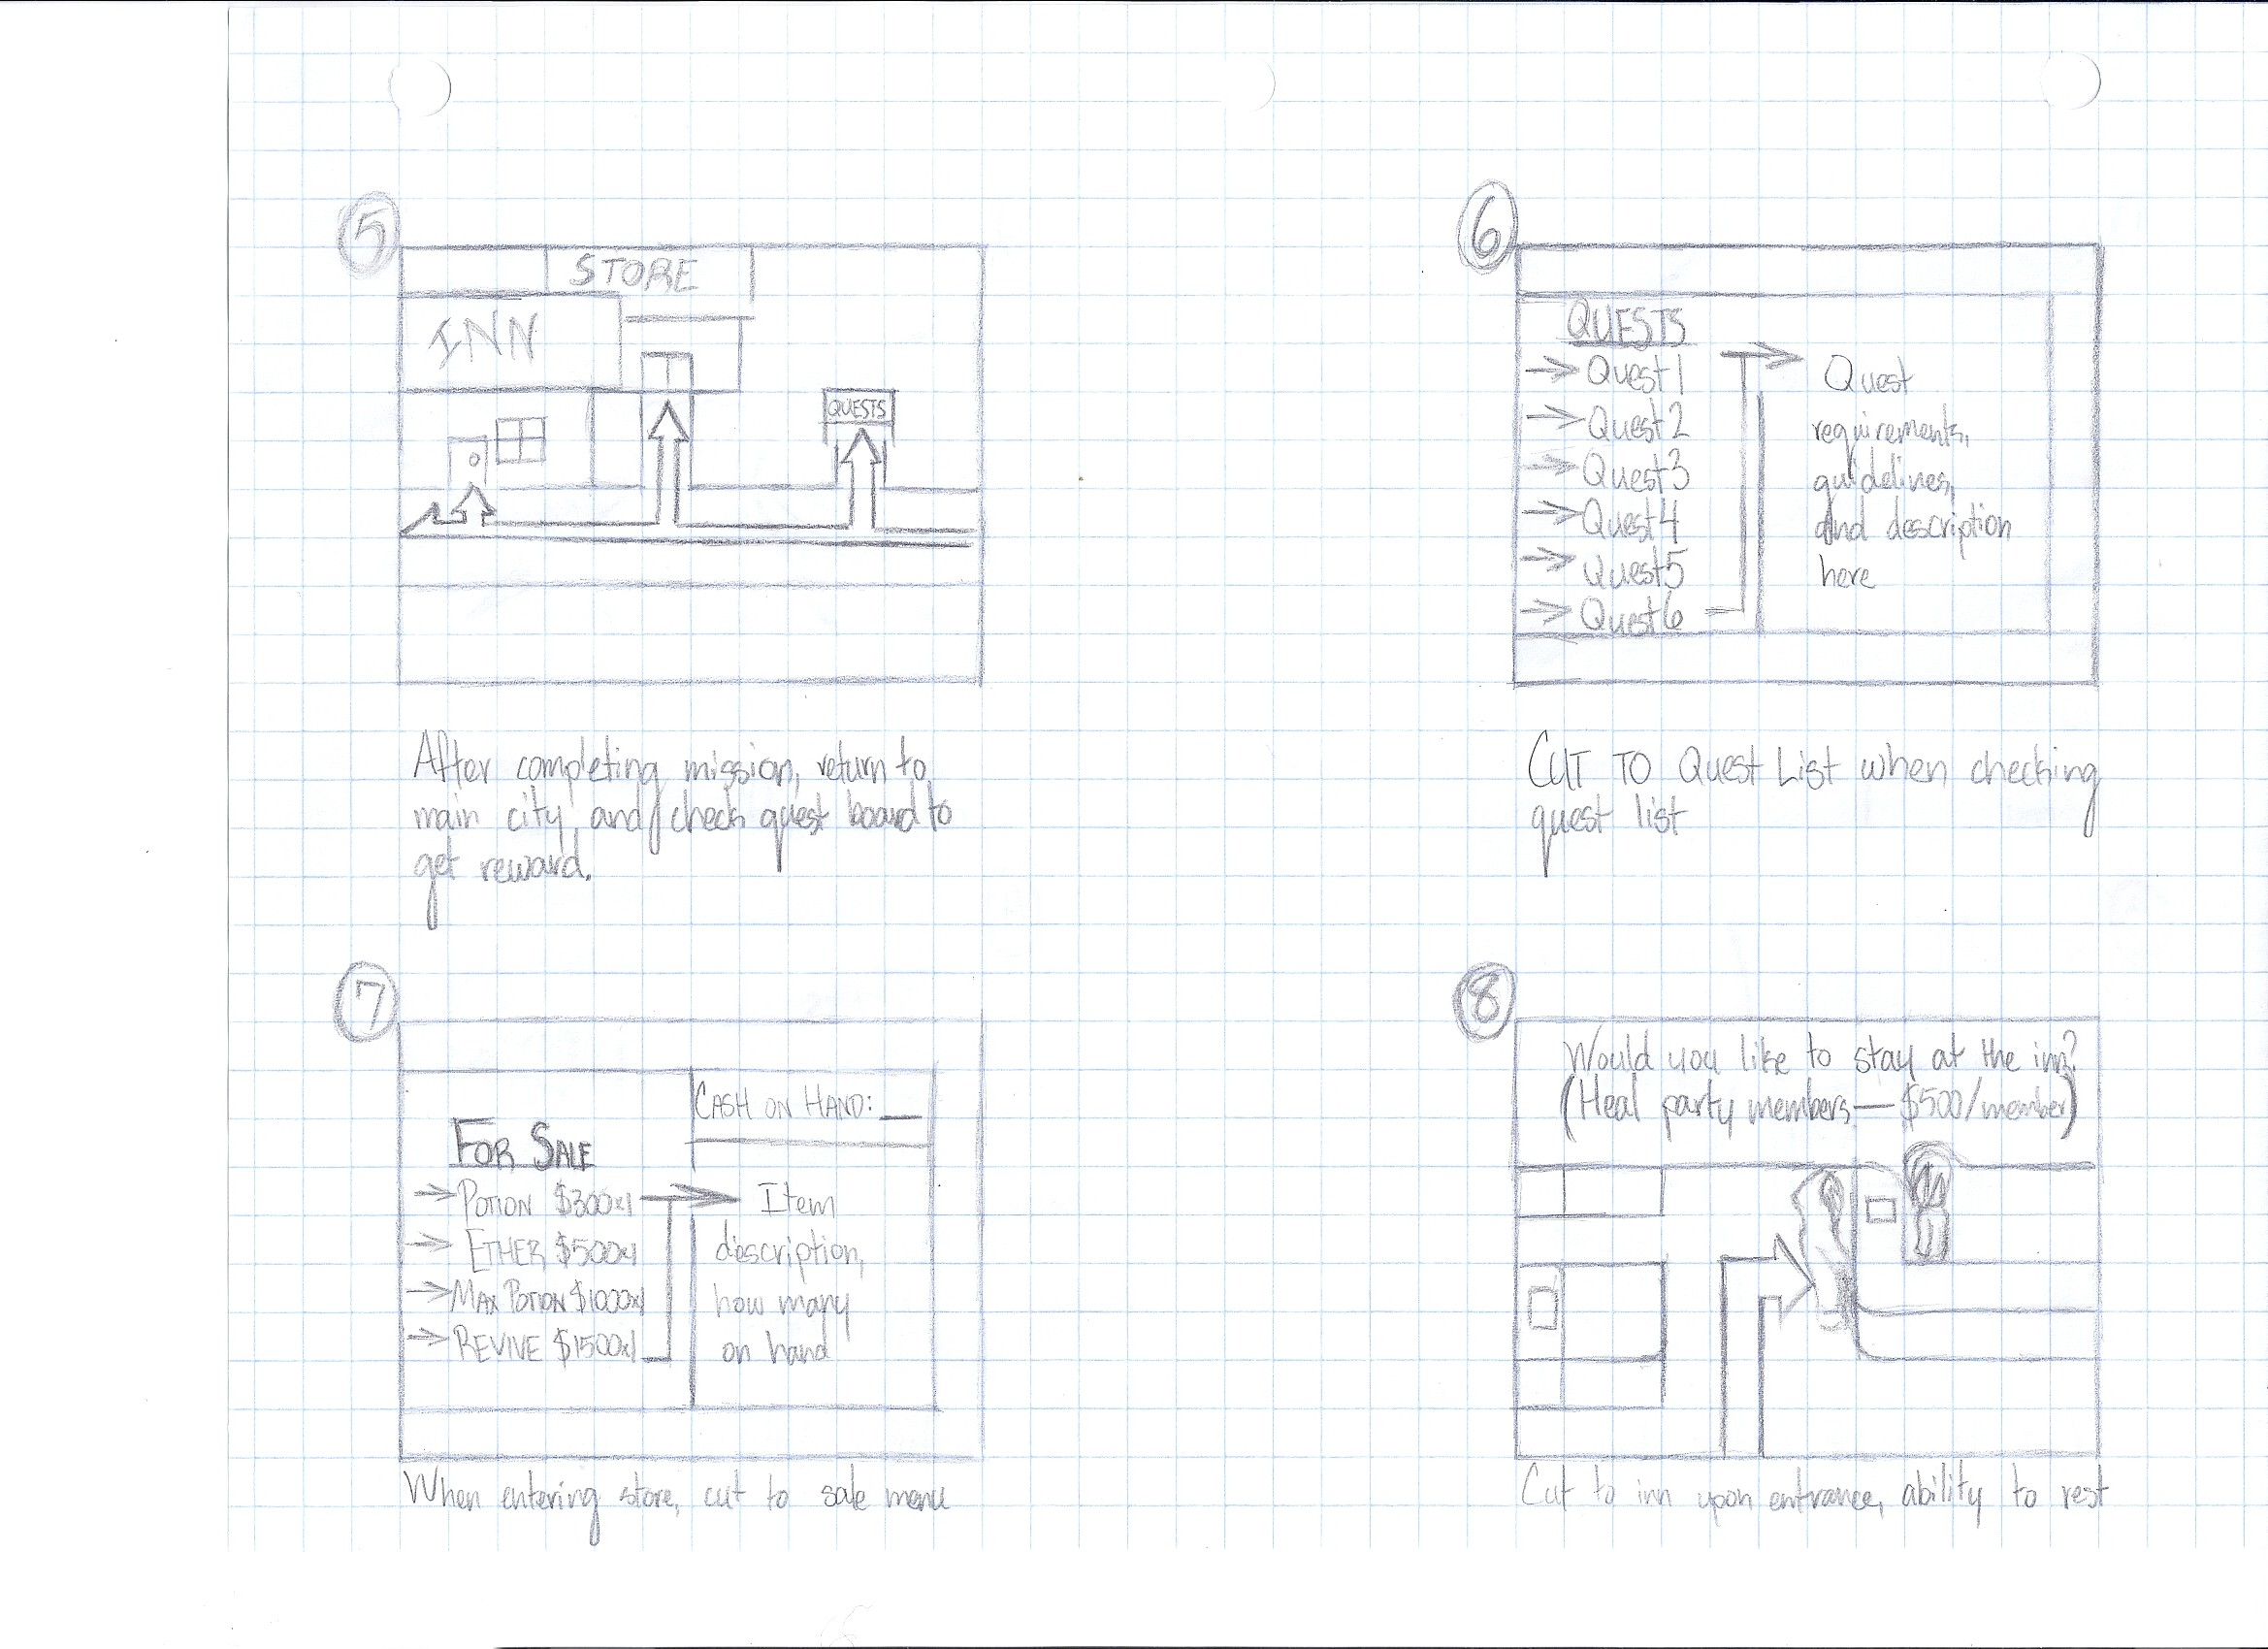 5
STORE
INN
QUESTS
After completing mission, return to
main city, and check quest board to
get reward.
6
QUESTS
Quest 1
Quest 2
Quest 3
Quest 4
Quest 5
Quest 6
Quest
requirements,
guidelines,
and description
here
CUT TO Quest List when checking
quest list
7
CASH ON HAND: __
FOR SALE
POTION $300x1
ETHER $500x1
MAX POTION $1000x1
REVIVE $1500x1
Item
description,
how many
on hand
When entering store, cut to sale menu
8
Would you like to stay at the inn?
(Heal party members — $500/member)
Cut to inn upon entrance, ability to rest